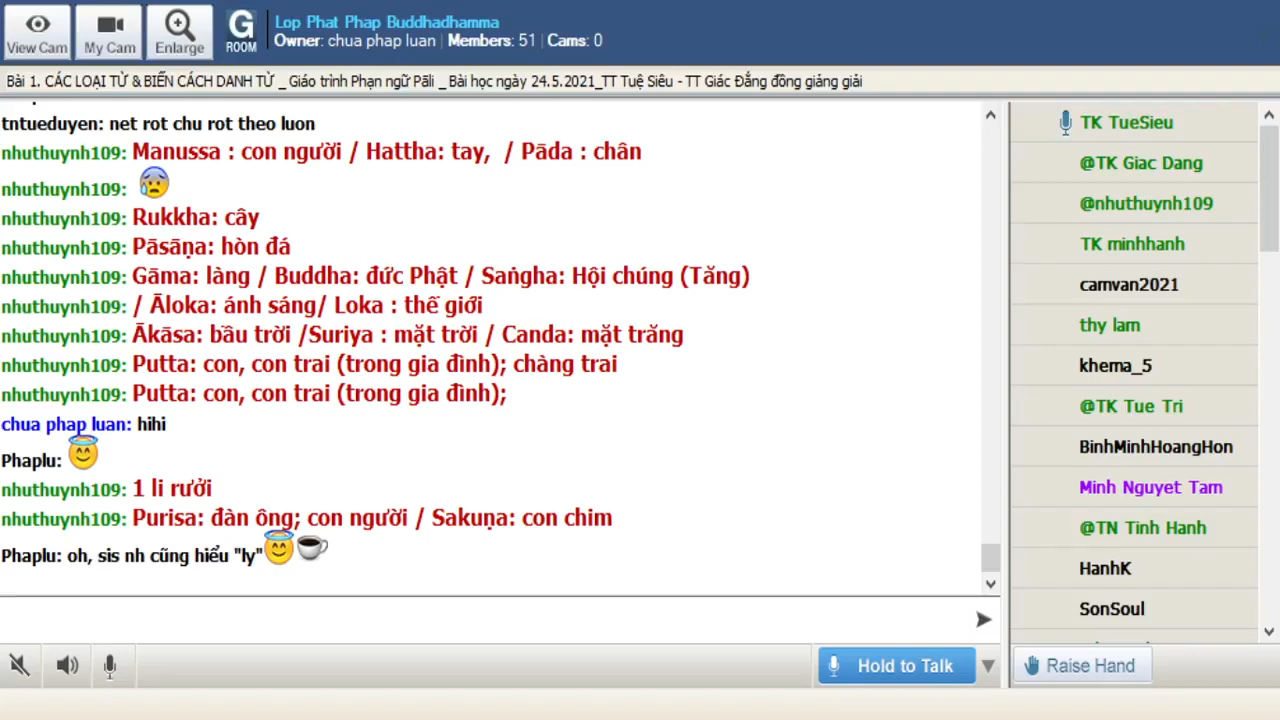 View Cam
My Cam
Enlarge
G
ROOM
Lop Phat Phap Buddhadhamma
Owner: chua phap luan | Members: 51 | Cams: 0
Bài 1. CÁC LOẠI TỪ & BIẾN CÁCH DANH TỪ _ Giáo trình Phạn ngữ Pāli _ Bài học ngày 24.5.2021_TT Tuệ Siêu - TT Giác Đẳng đồng giảng giải
tntueduyen: net rot chu rot theo luon
nhuthuynh109: Manussa : con người / Hattha: tay, / Pāda : chân
nhuthuynh109:
nhuthuynh109: Rukkha: cây
nhuthuynh109: Pāsāṇa: hòn đá
nhuthuynh109: Gāma: làng / Buddha: đức Phật / Saṅgha: Hội chúng (Tăng)
nhuthuynh109: / Āloka: ánh sáng/ Loka : thế giới
nhuthuynh109: Ākāsa: bầu trời /Suriya : mặt trời / Canda: mặt trăng
nhuthuynh109: Putta: con, con trai (trong gia đình); chàng trai
nhuthuynh109: Putta: con, con trai (trong gia đình);
chua phap luan: hihi
Phaplu:
nhuthuynh109: 1 li rưởi
nhuthuynh109: Purisa: đàn ông; con người / Sakuṇa: con chim
Phaplu: oh, sis nh cũng hiểu "ly"
TK TueSieu
@TK Giac Dang
@nhuthuynh109
TK minhhanh
camvan2021
thy lam
khema_5
@TK Tue Tri
BinhMinhHoangHon
Minh Nguyet Tam
@TN Tinh Hanh
HanhK
SonSoul
Hold to Talk
Raise Hand